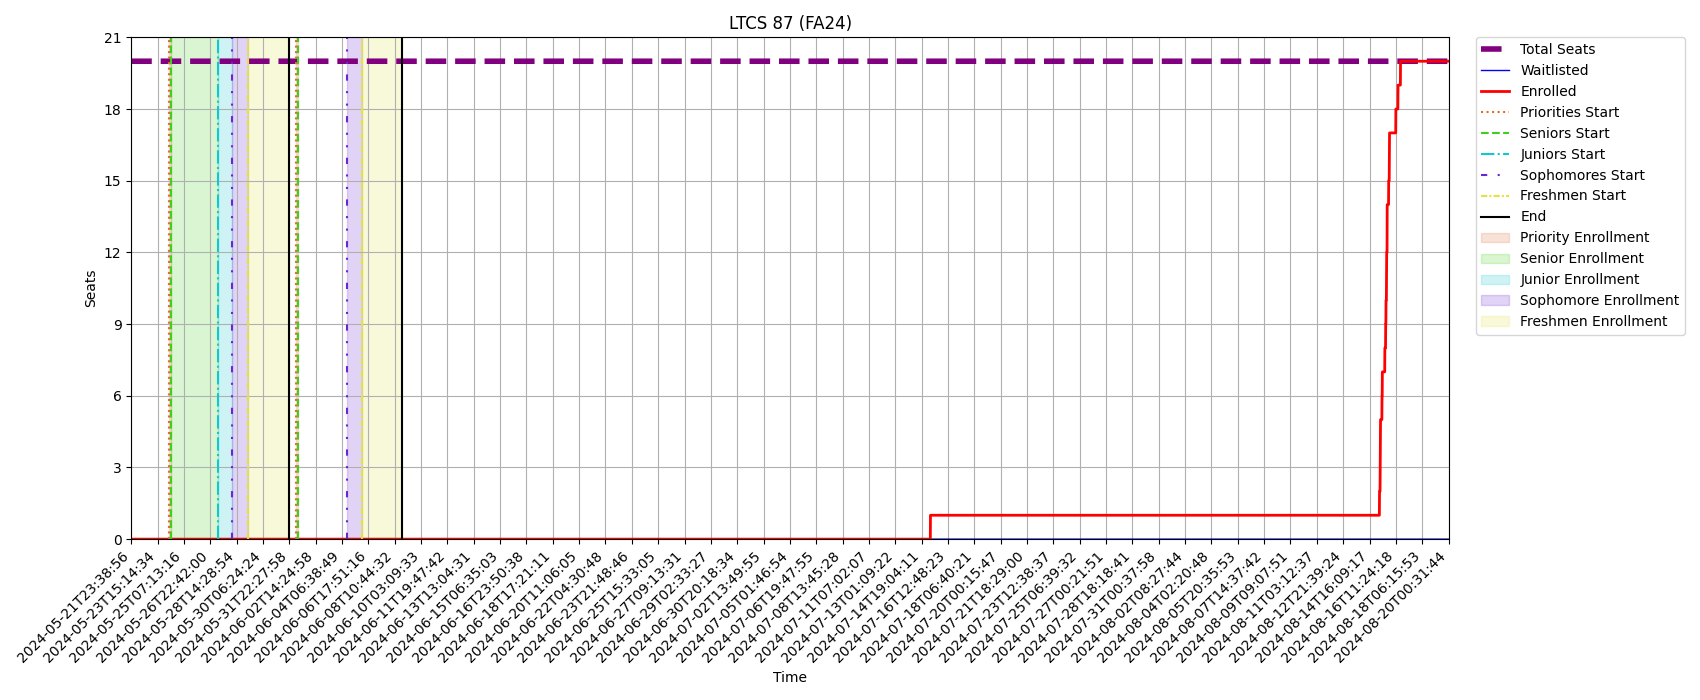 LTCS 87 (FA24)
21
18
15
12
9
6
3
0
Seats
2024-05-21T23:38:56
2024-05-23T15:14:34
2024-05-25T07:13:16
2024-05-26T22:42:00
2024-05-28T14:28:54
2024-05-30T06:24:24
2024-05-31T22:27:58
2024-06-02T14:24:58
2024-06-04T06:38:49
2024-06-06T17:51:16
2024-06-08T10:44:32
2024-06-10T03:09:33
2024-06-11T19:47:42
2024-06-13T13:04:31
2024-06-15T06:35:03
2024-06-16T23:50:38
2024-06-18T17:21:11
2024-06-20T11:06:05
2024-06-22T04:30:48
2024-06-23T21:48:46
2024-06-25T15:33:05
2024-06-27T09:13:31
2024-06-29T02:33:27
2024-06-30T20:18:34
2024-07-02T13:49:55
2024-07-05T01:46:54
2024-07-06T19:47:55
2024-07-08T13:45:28
2024-07-11T07:02:07
2024-07-13T01:09:22
2024-07-14T19:04:11
2024-07-16T12:48:23
2024-07-18T06:40:21
2024-07-20T00:15:47
2024-07-21T18:29:00
2024-07-23T12:38:37
2024-07-25T06:39:32
2024-07-27T00:21:51
2024-07-28T18:18:41
2024-07-31T00:37:58
2024-08-02T08:27:44
2024-08-04T02:20:48
2024-08-05T20:35:53
2024-08-07T14:37:42
2024-08-09T09:07:51
2024-08-11T03:12:37
2024-08-12T21:39:24
2024-08-14T16:09:17
2024-08-16T11:24:18
2024-08-18T06:15:53
2024-08-20T00:31:44
Time
Total Seats
Waitlisted
Enrolled
Priorities Start
Seniors Start
Juniors Start
Sophomores Start
Freshmen Start
End
Priority Enrollment
Senior Enrollment
Junior Enrollment
Sophomore Enrollment
Freshmen Enrollment